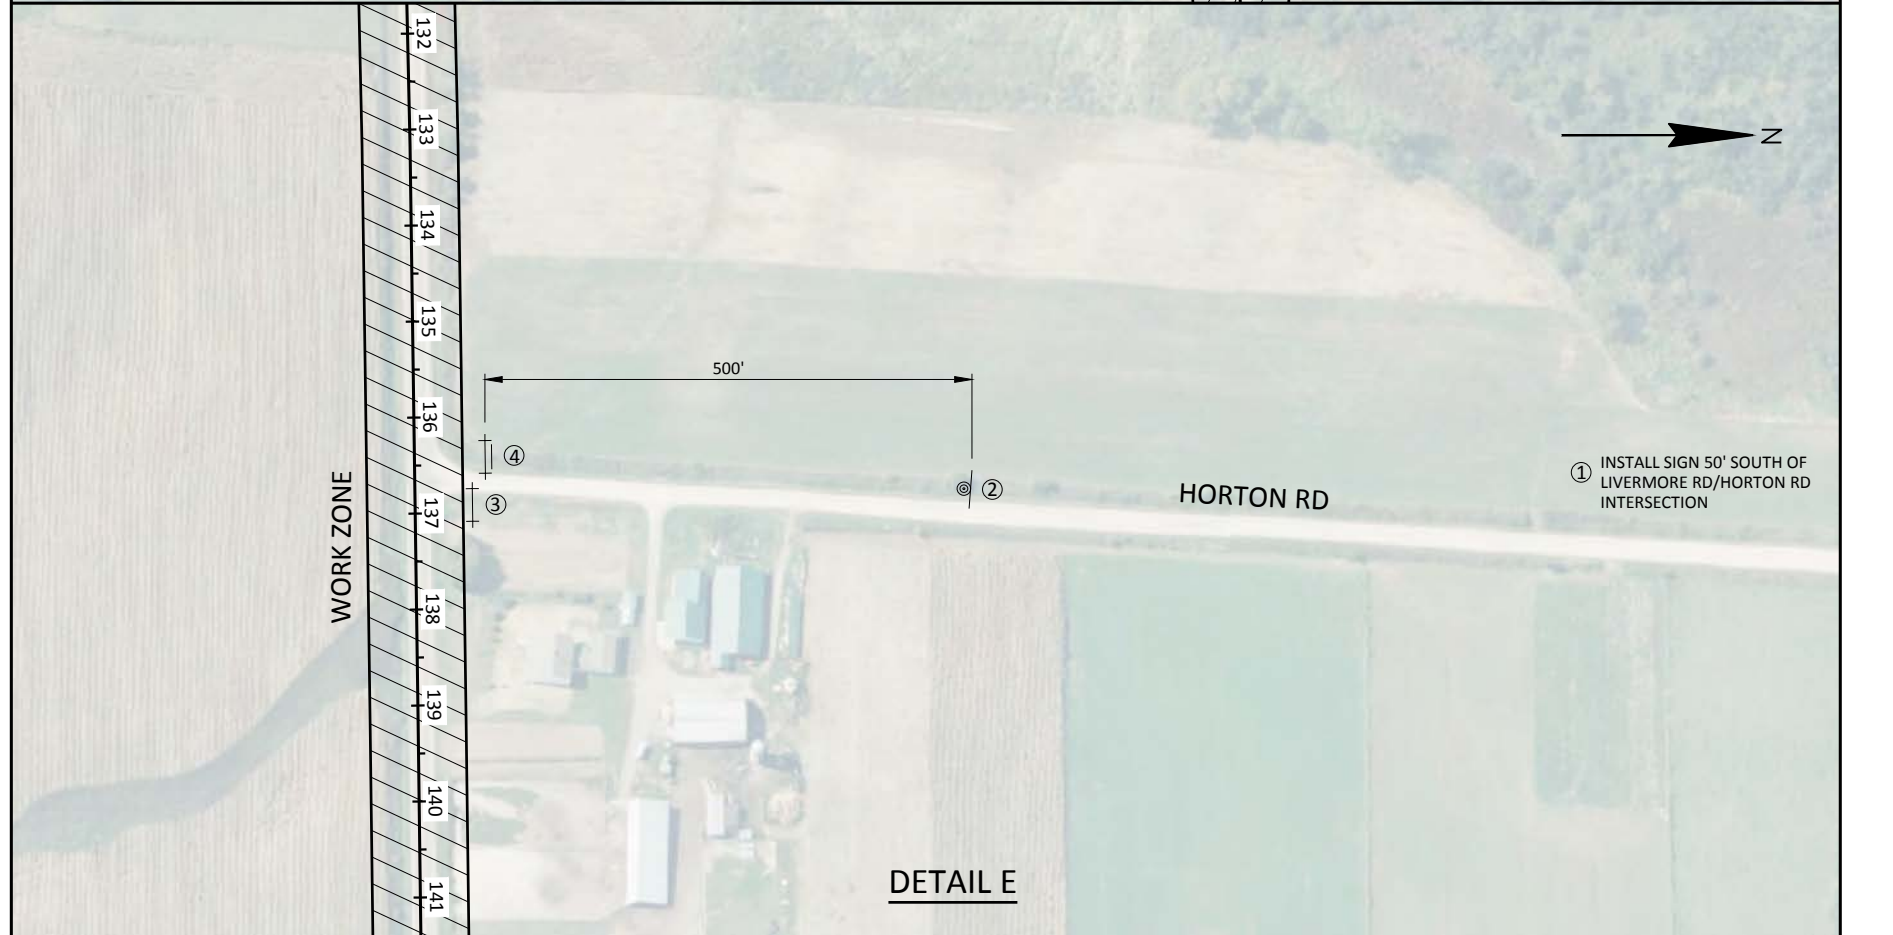 132
133
134
135
136
137
138
139
140
141
WORK ZONE
N
500'
④
③
②
HORTON RD
① INSTALL SIGN 50' SOUTH OF
LIVERMORE RD/HORTON RD
INTERSECTION
DETAIL E